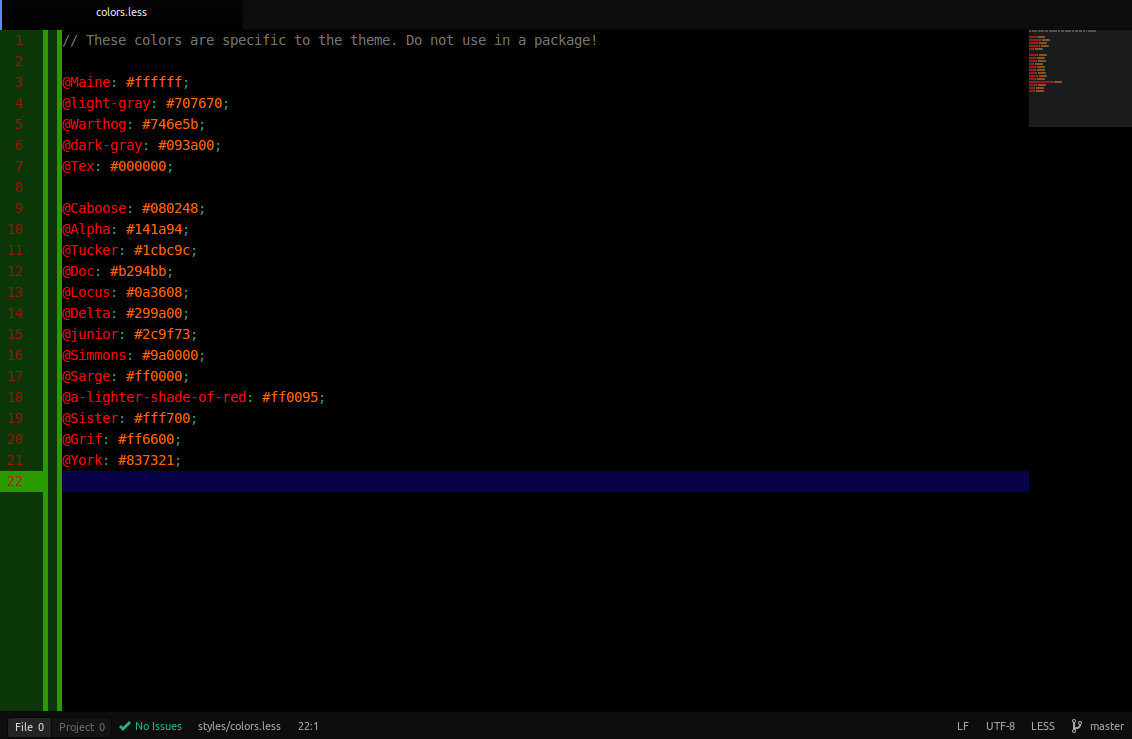 colors.less
1 // These colors are specific to the theme. Do not use in a package!
2
3 @Maine: #ffffff;
4 @light-gray: #707670;
5 @Warthog: #746e5b;
6 @dark-gray: #093a00;
7 @Tex: #000000;
8
9 @Caboose: #080248;
10 @Alpha: #141a94;
11 @Tucker: #1cbc9c;
12 @Doc: #b294bb;
13 @Locus: #0a3608;
14 @Delta: #299a00;
15 @junior: #2c9f73;
16 @Simmons: #9a0000;
17 @Sarge: #ff0000;
18 @a-lighter-shade-of-red: #ff0095;
19 @Sister: #fff700;
20 @Grif: #ff6600;
21 @York: #837321;
22
File 0 Project 0 No Issues styles/colors.less 22:1 LF UTF-8 LESS master